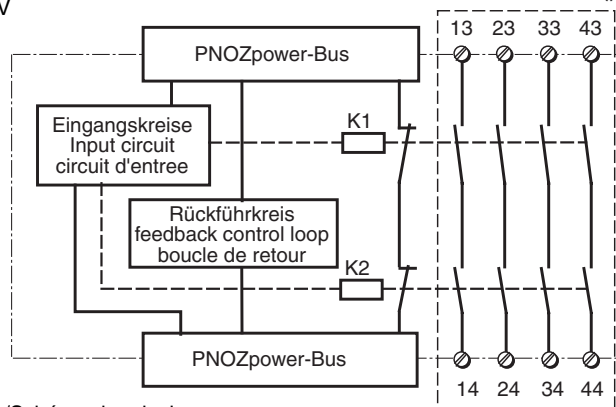 V
13 23 33 43
PNOZpower-Bus
K1
Eingangskreise
Input circuit
circuit d'entree
Rückführkreis
feedback control loop
boucle de retour
K2
PNOZpower-Bus
14 24 34 44